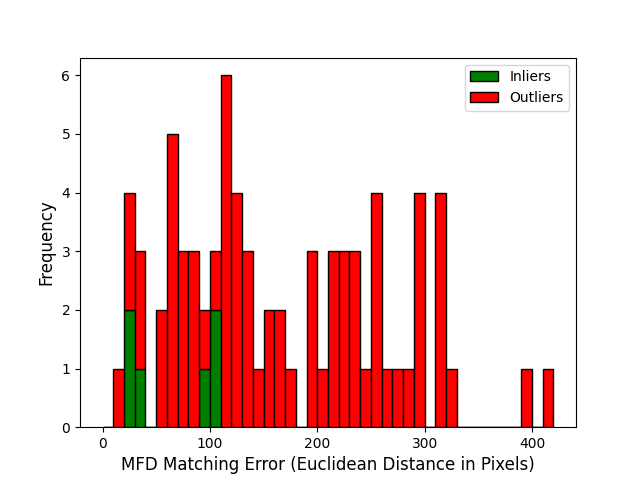 Inliers
Outliers
6
5
4
3
2
1
0
Frequency
0 100 200 300 400
MFD Matching Error (Euclidean Distance in Pixels)